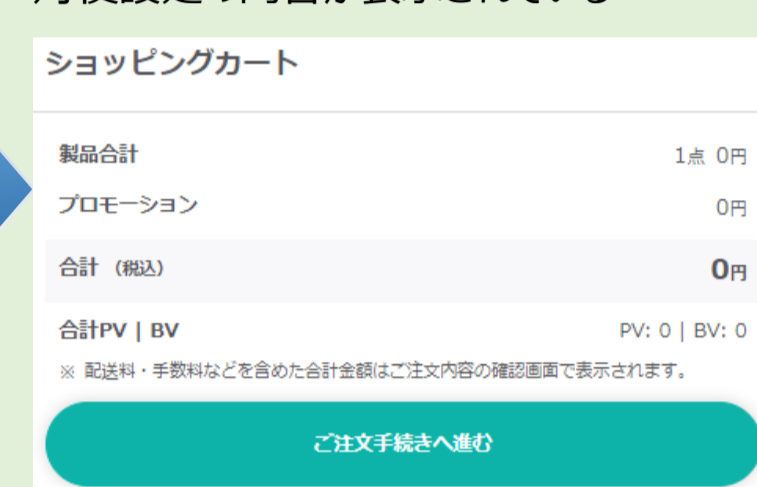 ショッピングカート
製品合計 1点 0円
プロモーション 0円
合計 (税込) 0円
合計PV | BV PV: 0 | BV: 0
※ 配送料・手数料などを含めた合計金額はご注文内容の確認画面で表示されます。
ご注文手続きへ進む